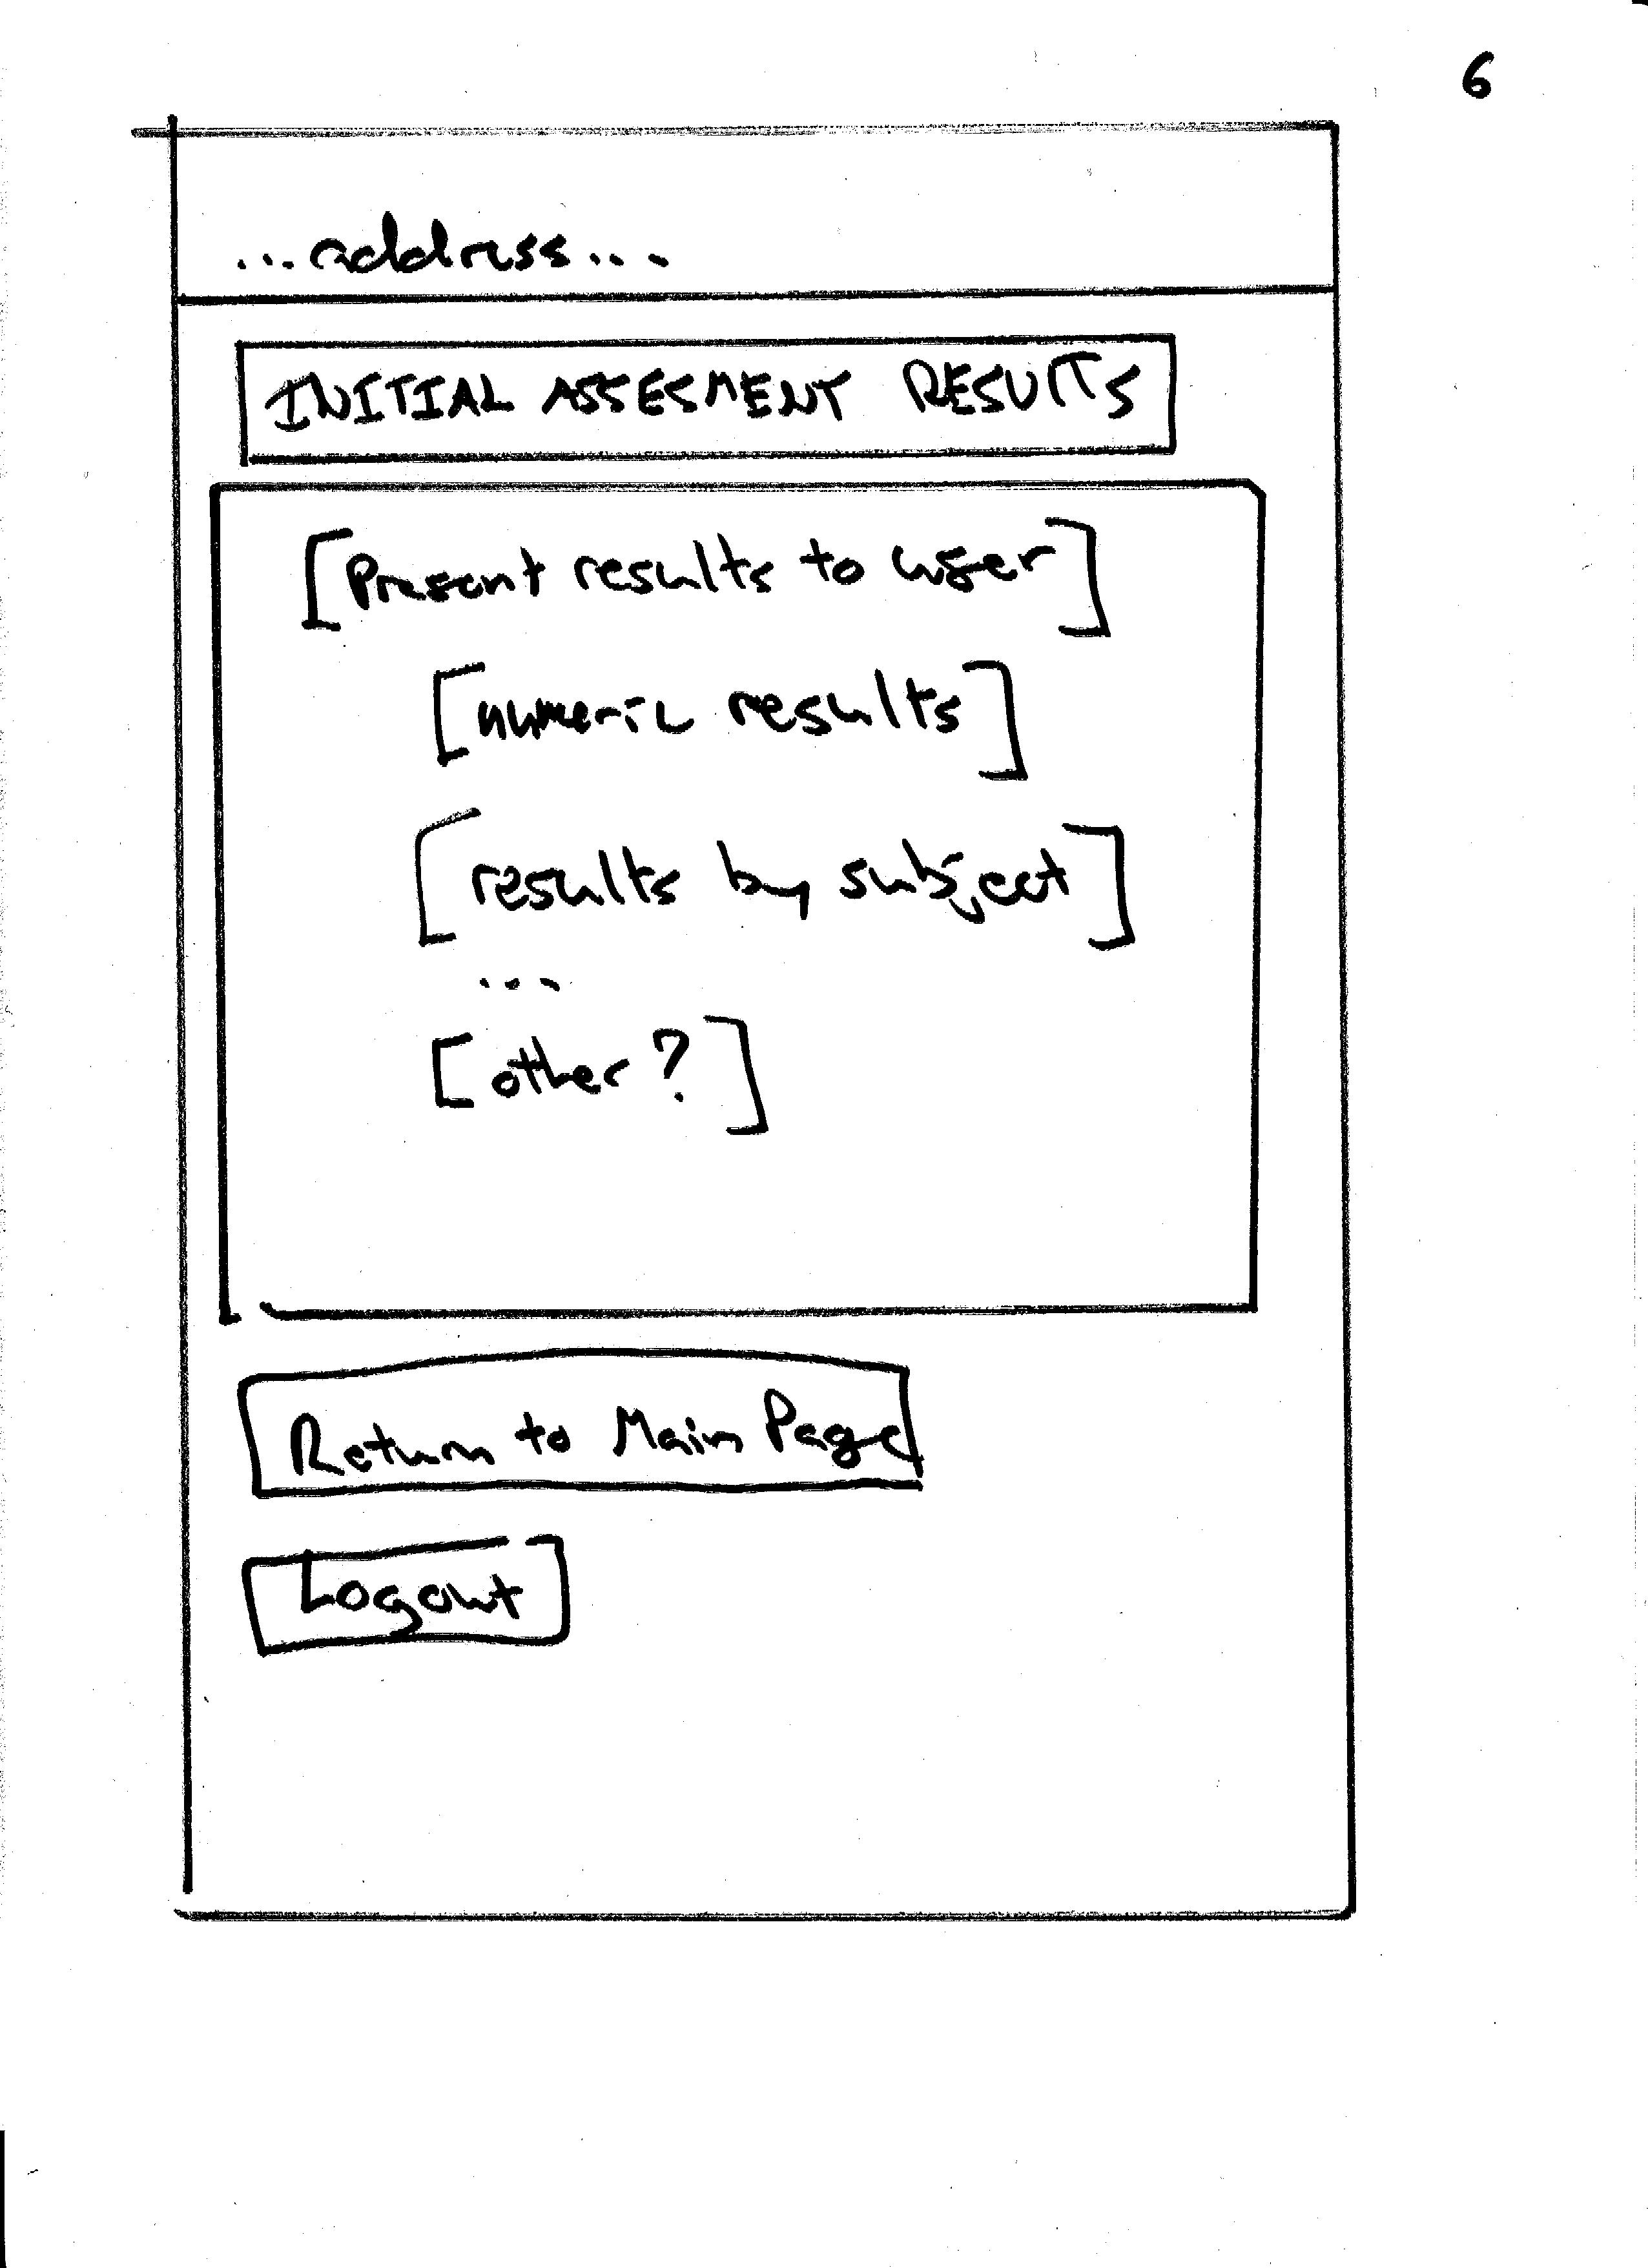 6
...address...
INITIAL ASSESMENT RESULTS
[Present results to user]
[numeric results]
[results by subject]
...
[other?]
Return to Main Page
Logout